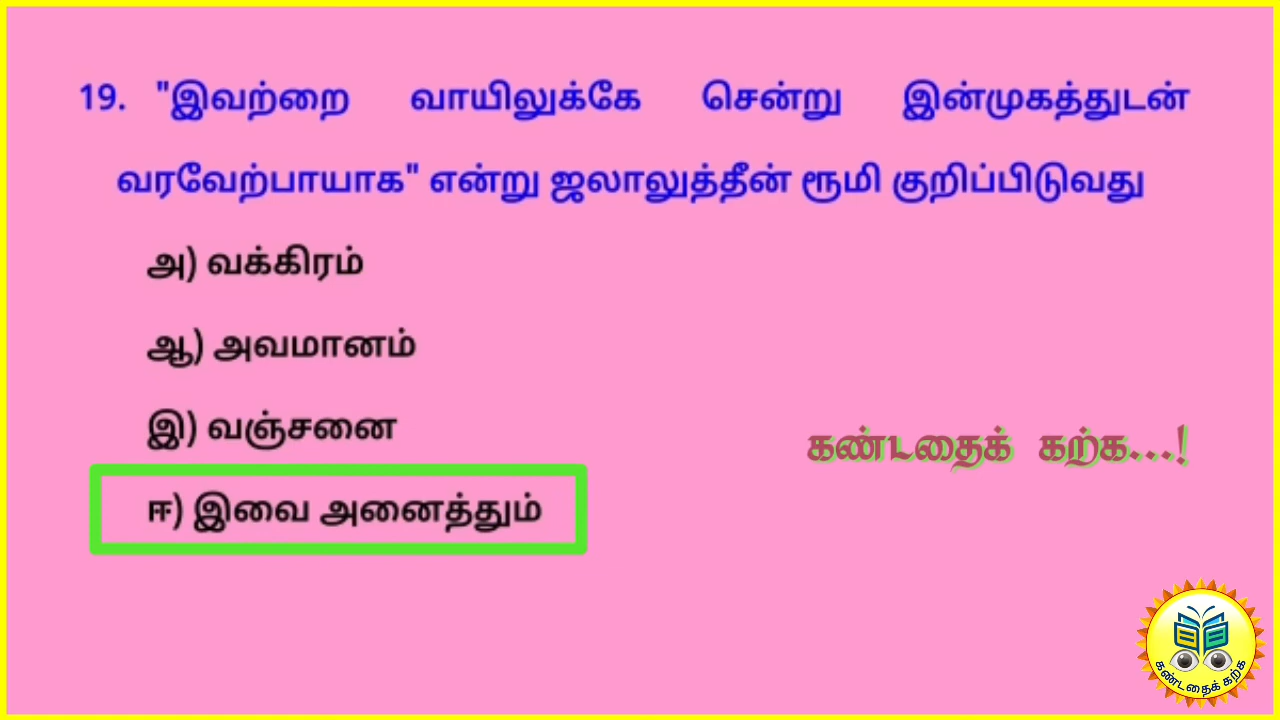 19. "இவற்றை வாயிலுக்கே சென்று இன்முகத்துடன்
வரவேற்பாயாக" என்று ஜலாலுத்தீன் ரூமி குறிப்பிடுவது
அ) வக்கிரம்
ஆ) அவமானம்
இ) வஞ்சனை
கண்டதைக் கற்க...!
ஈ) இவை அனைத்தும்
கண்டதைக் கற்க